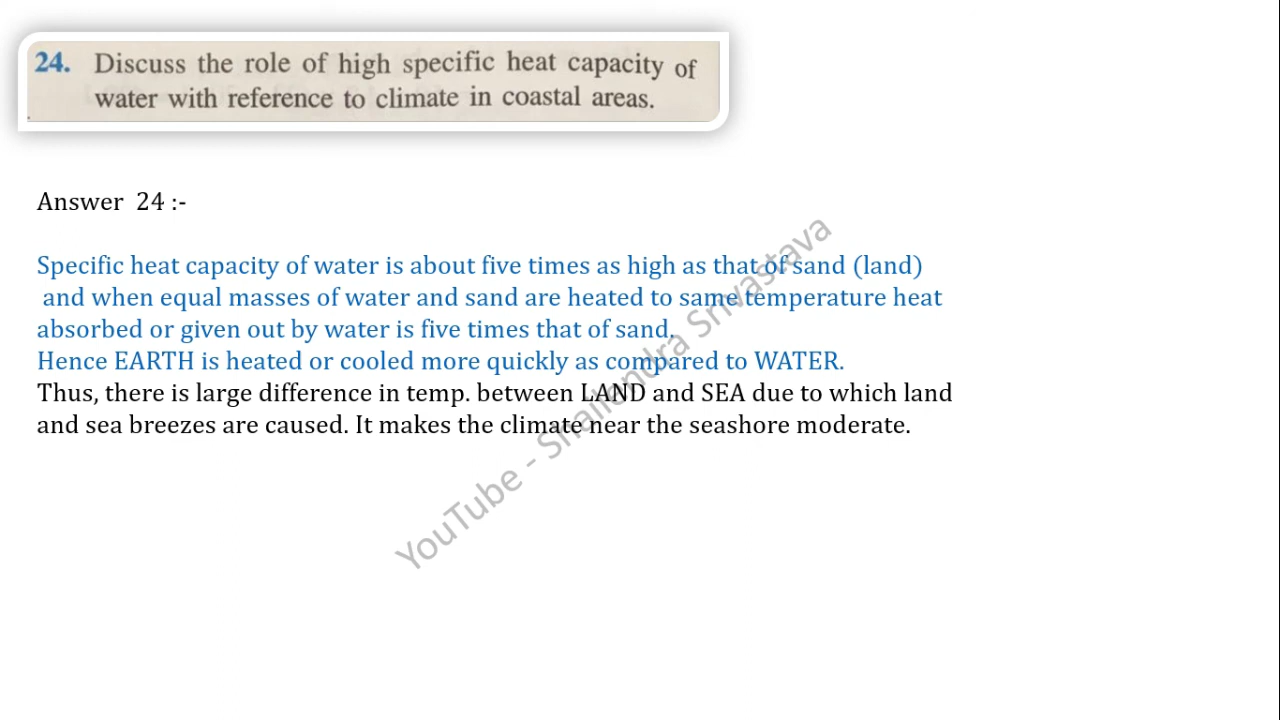 24. Discuss the role of high specific heat capacity of
water with reference to climate in coastal areas.
Answer 24 :-
Specific heat capacity of water is about five times as high as that of sand (land)
and when equal masses of water and sand are heated to same temperature heat
absorbed or given out by water is five times that of sand.
Hence EARTH is heated or cooled more quickly as compared to WATER.
Thus, there is large difference in temp. between LAND and SEA due to which land
and sea breezes are caused. It makes the climate near the seashore moderate.
YouTube - Shailendra Srivastava